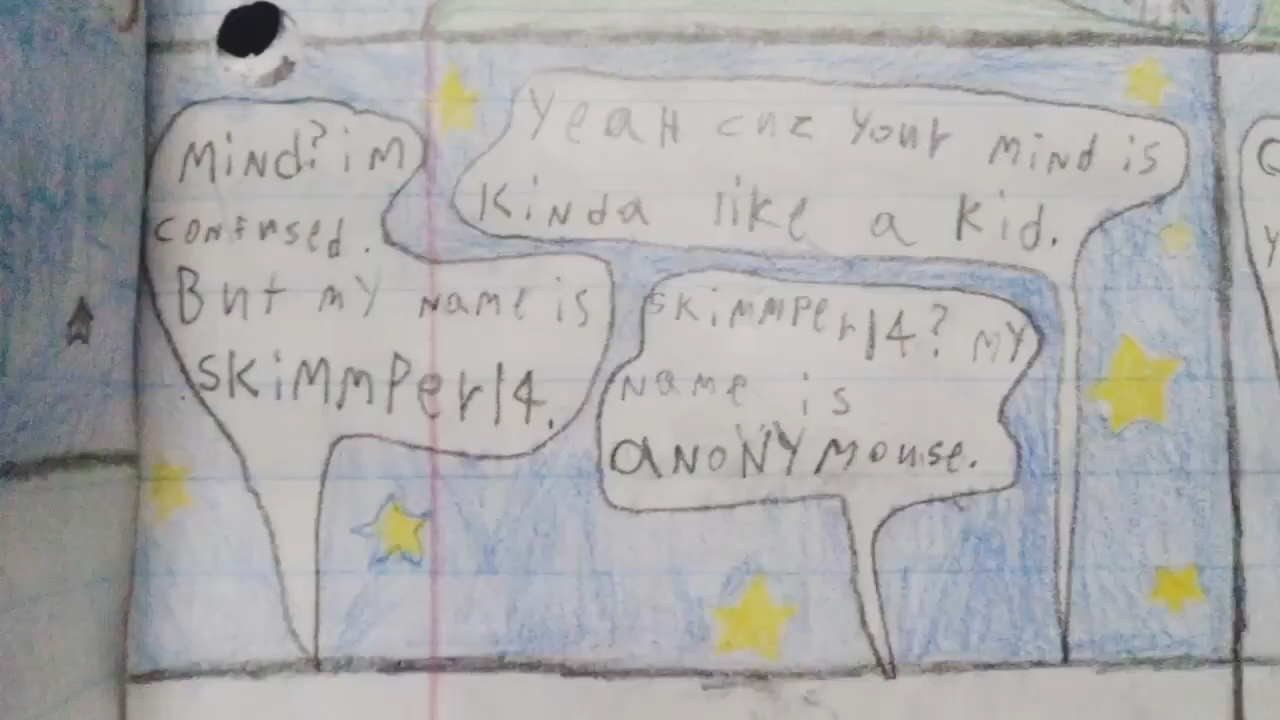 Mind? im
confused.
But my name is
skimmper14.
Yeah cuz your mind is
kinda like a kid.
skimmper14? my
name is
anonymouse.